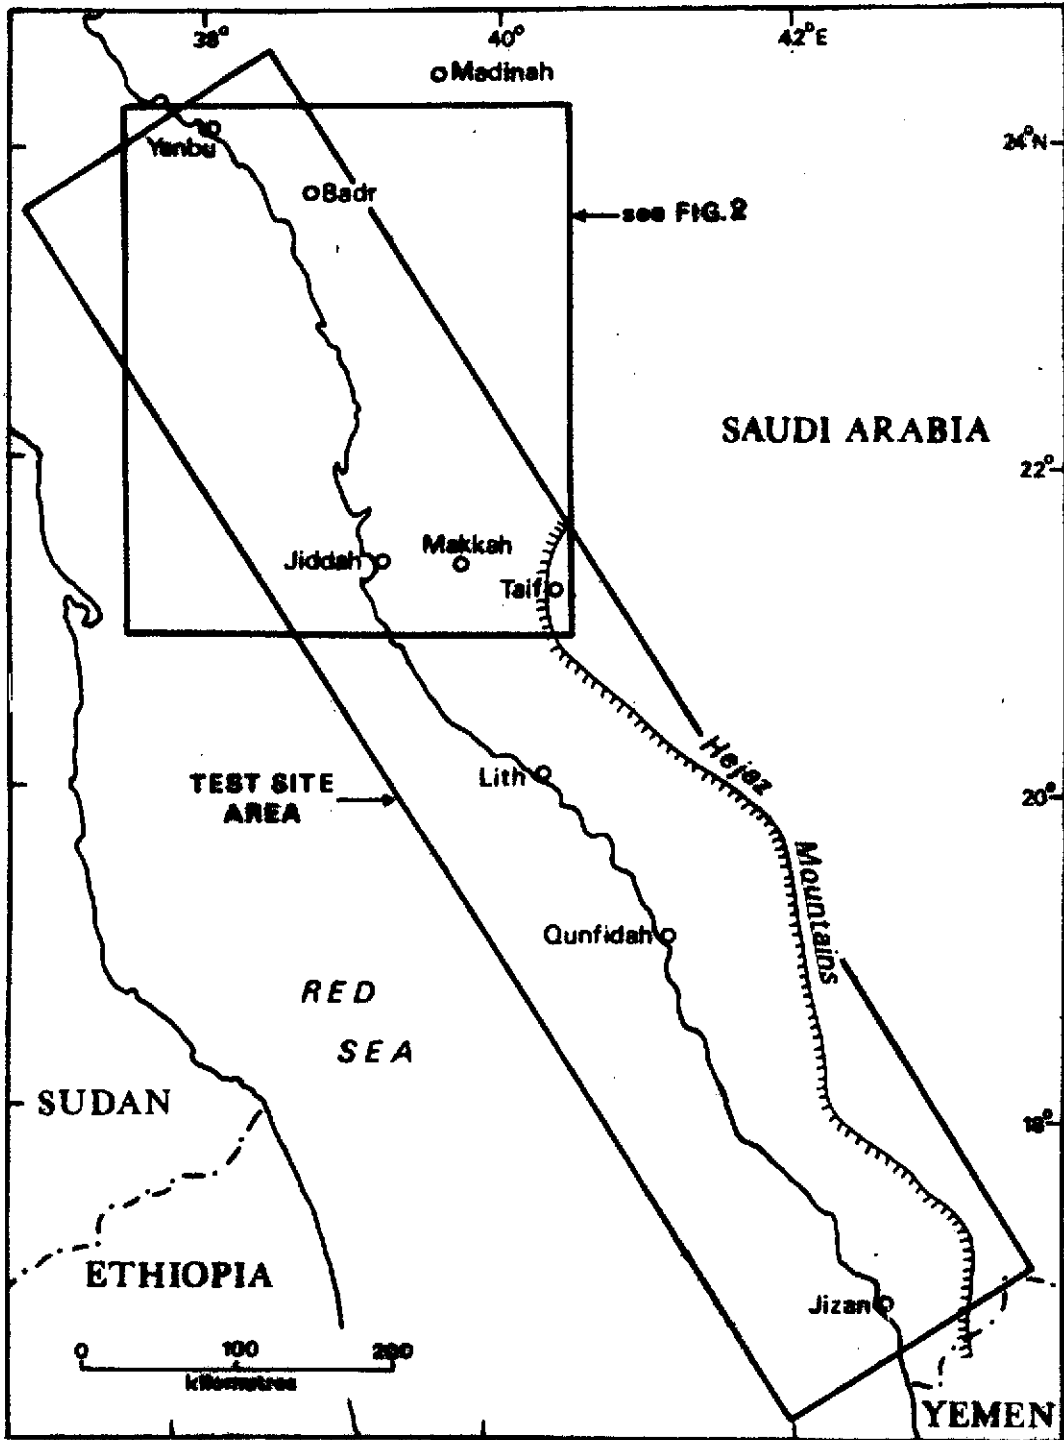 38°
40°
42°E
Madinah
24°N
Yenbu
Badr
see FIG.2
SAUDI ARABIA
22°
Jiddah
Makkah
Taif
Hejaz
Lith
TEST SITE
AREA
20°
Mountains
Qunfidah
RED
SEA
SUDAN
18°
ETHIOPIA
Jizan
0
100
200
kilometres
YEMEN